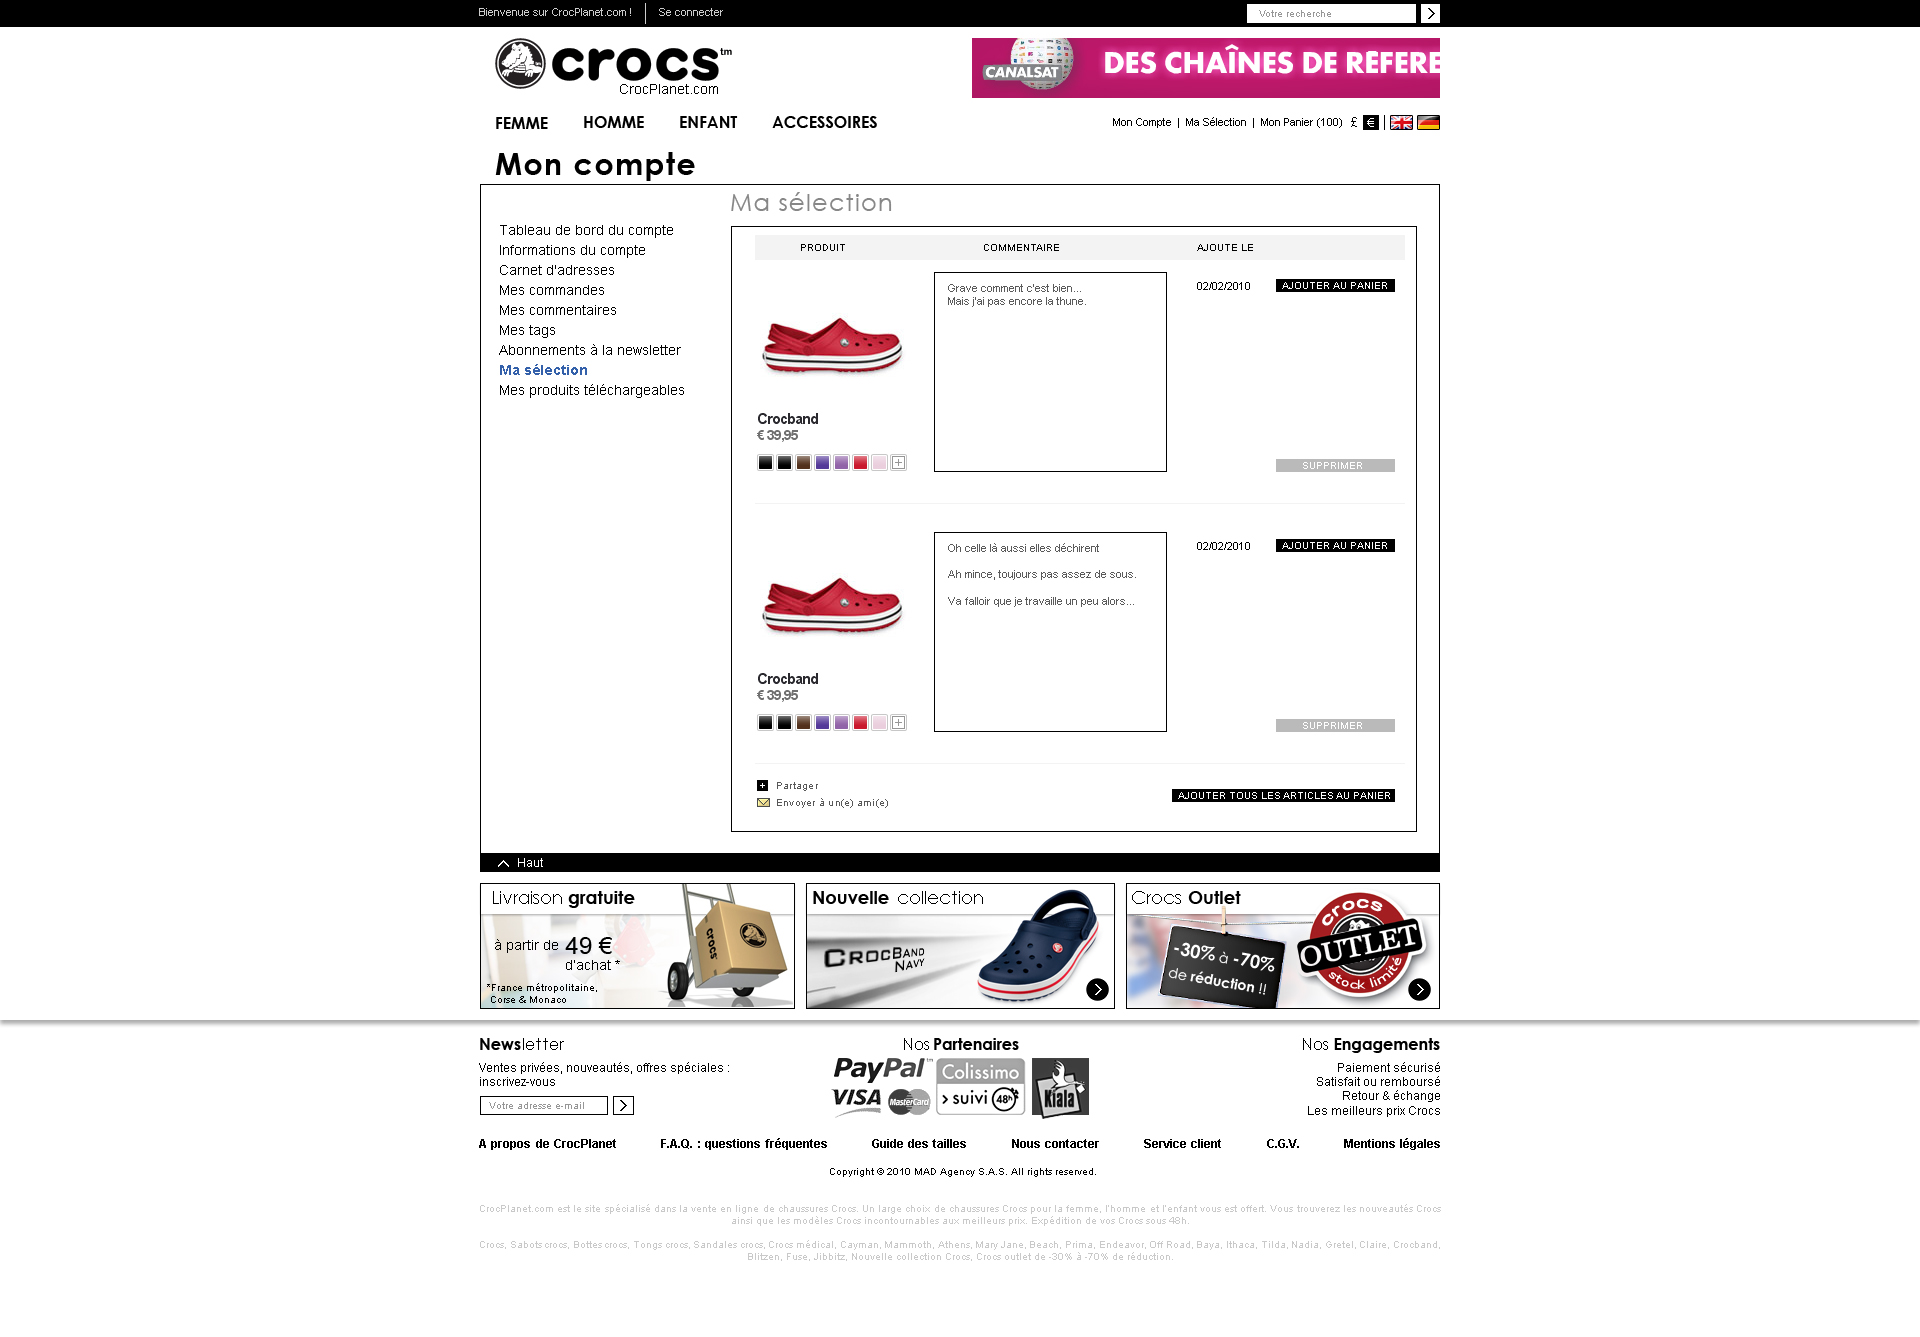 Bienvenue sur CrocPlanet.com !
Se connecter
Votre recherche
crocs™
CrocPlanet.com
CANALSAT
DES CHAÎNES DE RÉFÉRE
FEMME HOMME ENFANT ACCESSOIRES
Mon Compte | Ma Sélection | Mon Panier (100) £ €
Mon compte
Ma sélection
Tableau de bord du compte
Informations du compte
Carnet d'adresses
Mes commandes
Mes commentaires
Mes tags
Abonnements à la newsletter
Ma sélection
Mes produits téléchargeables
PRODUIT COMMENTAIRE AJOUTE LE
Grave comment c'est bien...
Mais j'ai pas encore la thune.
02/02/2010
AJOUTER AU PANIER
Crocband
€ 39,95
SUPPRIMER
Oh celle là aussi elles déchirent
Ah mince, toujours pas assez de sous.
Va falloir que je travaille un peu alors...
02/02/2010
AJOUTER AU PANIER
Crocband
€ 39,95
SUPPRIMER
Partager
Envoyer à un(e) ami(e)
AJOUTER TOUS LES ARTICLES AU PANIER
Haut
Livraison gratuite
à partir de 49 €
d'achat *
*France métropolitaine,
Corse & Monaco
crocs
Nouvelle collection
CROCBAND
NAVY
Crocs Outlet
-30% à -70%
de réduction !!
crocs
OUTLET
stock limité
Newsletter
Ventes privées, nouveautés, offres spéciales :
inscrivez-vous
Votre adresse e-mail
Nos Partenaires
PayPal™
VISA
MasterCard
Colissimo
suivi 48h
Kiala
Nos Engagements
Paiement sécurisé
Satisfait ou remboursé
Retour & échange
Les meilleurs prix Crocs
A propos de CrocPlanet F.A.Q. : questions fréquentes Guide des tailles Nous contacter Service client C.G.V. Mentions légales
Copyright © 2010 MAD Agency S.A.S. All rights reserved.
CrocPlanet.com est le site spécialisé dans la vente en ligne de chaussures Crocs. Un large choix de chaussures Crocs pour la femme, l'homme et l'enfant vous est offert. Vous trouverez les nouveautés Crocs
ainsi que les modèles Crocs incontournables aux meilleurs prix. Expédition de vos Crocs sous 48h.
Crocs, Sabots crocs, Bottes crocs, Tongs crocs, Sandales crocs, Crocs médical, Cayman, Mammoth, Athens, Mary Jane, Beach, Prima, Endeavor, Off Road, Baya, Ithaca, Tilda, Nadia, Gretel, Claire, Crocband,
Blitzen, Fuse, Jibbitz, Nouvelle collection Crocs, Crocs outlet de -30% à -70% de réduction.